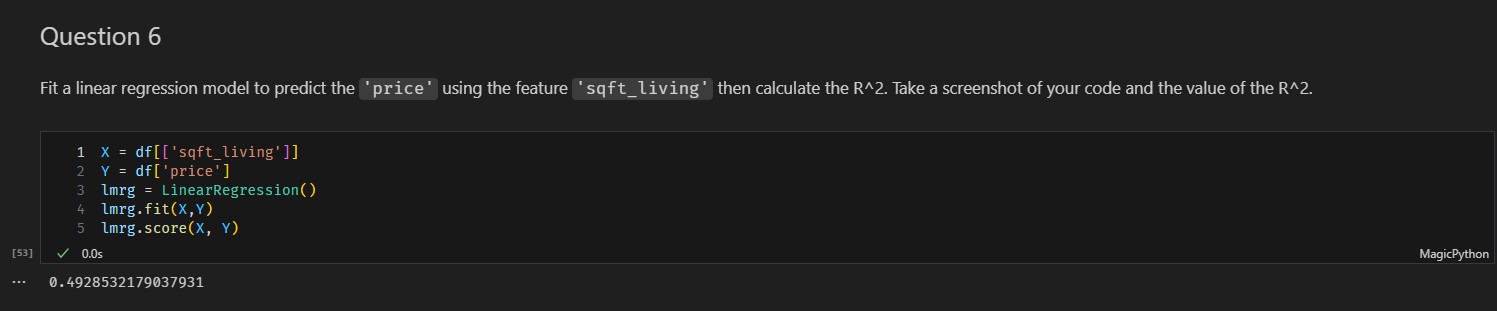 Question 6
Fit a linear regression model to predict the 'price' using the feature 'sqft_living' then calculate the R^2. Take a screenshot of your code and the value of the R^2.
1 X = df[['sqft_living']]
2 Y = df['price']
3 lmrg = LinearRegression()
4 lmrg.fit(X,Y)
5 lmrg.score(X, Y)
[53] ✓ 0.0s MagicPython
... 0.4928532179037931